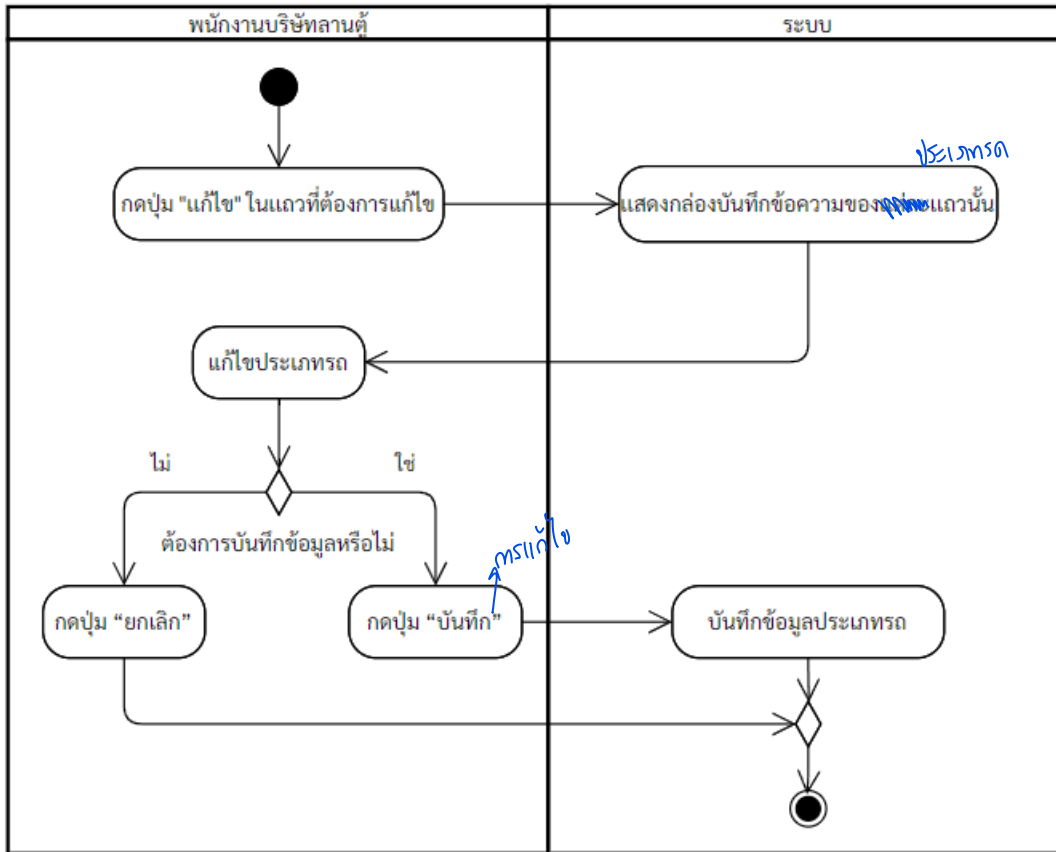 พนักงานบริษัทลานตู้
ระบบ
ประเภทรถ
กดปุ่ม "แก้ไข" ในแถวที่ต้องการแก้ไข
แสดงกล่องบันทึกข้อความของแถวนั้น
แก้ไขประเภทรถ
ไม่
ใช่
ต้องการบันทึกข้อมูลหรือไม่
การแก้ไข
กดปุ่ม “ยกเลิก”
กดปุ่ม “บันทึก”
บันทึกข้อมูลประเภทรถ